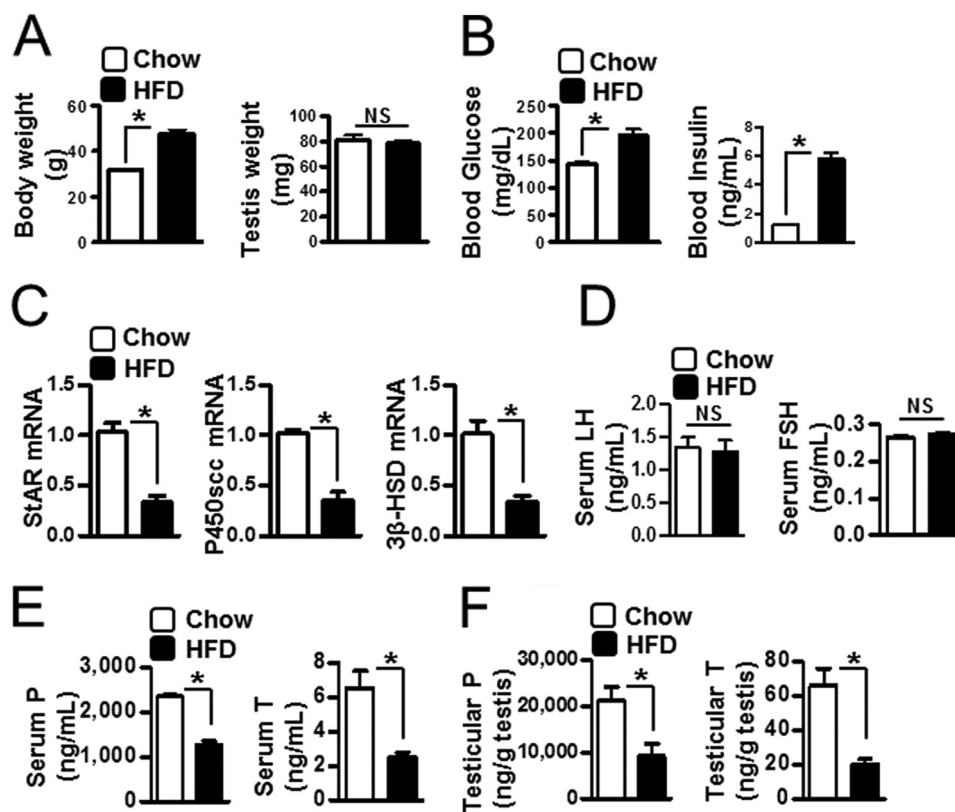 A
Chow
HFD
Body weight
(g)
60
40
20
0
*
Testis weight
(mg)
100
80
60
40
20
0
NS
B
Chow
HFD
Blood Glucose
(mg/dL)
250
200
150
100
50
0
*
Blood Insulin
(ng/mL)
8
6
4
2
0
*
C
Chow
HFD
StAR mRNA
1.5
1.0
0.5
0.0
*
P450scc mRNA
1.5
1.0
0.5
0.0
*
3β-HSD mRNA
1.5
1.0
0.5
0.0
*
D
Chow
HFD
Serum LH
(ng/mL)
2.0
1.5
1.0
0.5
0.0
NS
Serum FSH
(ng/mL)
0.3
0.2
0.1
0.0
NS
E
Chow
HFD
Serum P
(ng/mL)
3,000
2,000
1,000
0
*
Serum T
(ng/mL)
8
6
4
2
0
*
F
Chow
HFD
Testicular P
(ng/g testis)
30,000
20,000
10,000
0
*
Testicular T
(ng/g testis)
80
60
40
20
0
*